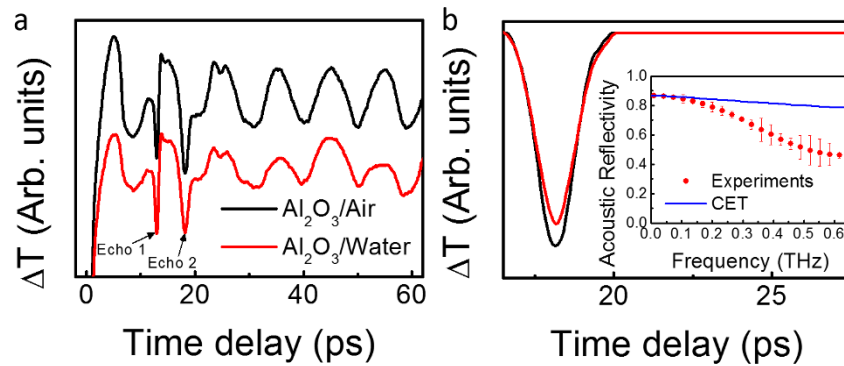 a
ΔT (Arb. units)
Echo 1
Echo 2
Al2O3/Air
Al2O3/Water
0 20 40 60
Time delay (ps)
b
ΔT (Arb. units)
20 25
Time delay (ps)
Acoustic Reflectivity
1.0
0.8
0.6
0.4
0.2
0.0
Experiments
CET
0.0 0.1 0.2 0.3 0.4 0.5 0.6
Frequency (THz)